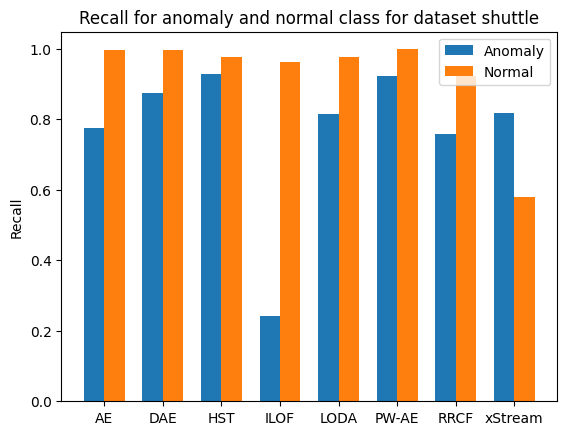 Recall for anomaly and normal class for dataset shuttle
Anomaly
Normal
Recall
1.0
0.8
0.6
0.4
0.2
0.0
AE DAE HST ILOF LODA PW-AE RRCF xStream